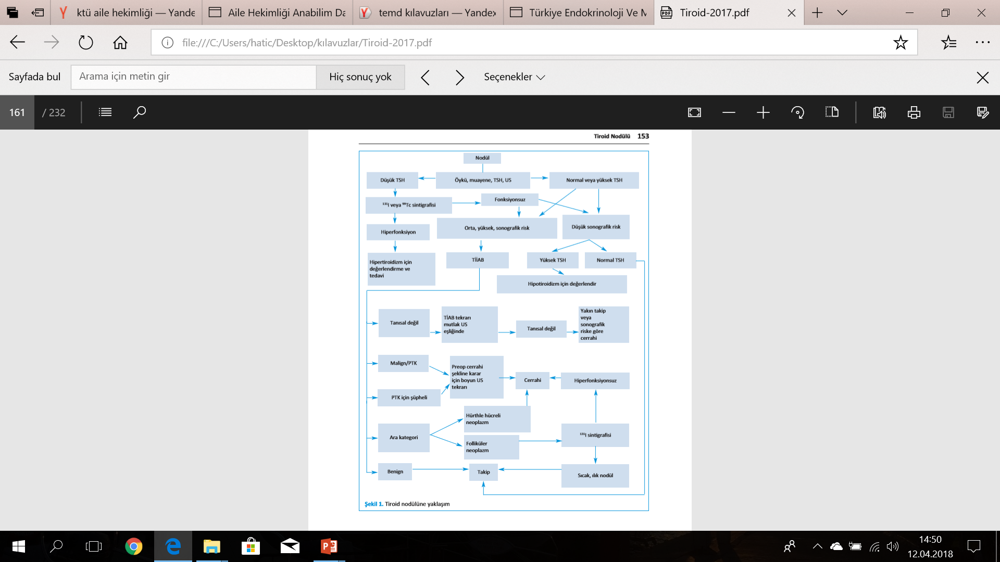 ktü aile hekimliği — Yande
Aile Hekimliği Anabilim Da
temd kılavuzları — Yandex
Türkiye Endokrinoloji Ve M
Tiroid-2017.pdf
file:///C:/Users/hatic/Desktop/kılavuzlar/Tiroid-2017.pdf
Sayfada bul
Arama için metin gir
Hiç sonuç yok
Seçenekler
161 / 232
Tiroid Nodülü 153
Nodül
Düşük TSH
Öykü, muayene, TSH, US
Normal veya yüksek TSH
¹³¹I veya ⁹⁹Tc sintigrafisi
Fonksiyonsuz
Hiperfonksiyon
Orta, yüksek, sonografik risk
Düşük sonografik risk
Hipertiroidizm için
değerlendirme ve
tedavi
TİİAB
Yüksek TSH
Normal TSH
Hipotiroidizm için değerlendir
Tanısal değil
TİAB tekrarı
mutlak US
eşliğinde
Tanısal değil
Yakın takip
veya
sonografik
riske göre
cerrahi
Malign/PTK
Preop cerrahi
şekline karar
için boyun US
tekrarı
Cerrahi
Hiperfonksiyonsuz
PTK için şüpheli
Hürthle hücreli
neoplazm
Ara kategori
Folliküler
neoplazm
¹³¹I sintigrafisi
Benign
Takip
Sıcak, ılık nodül
Şekil 1. Tiroid nodülüne yaklaşım
14:50
12.04.2018